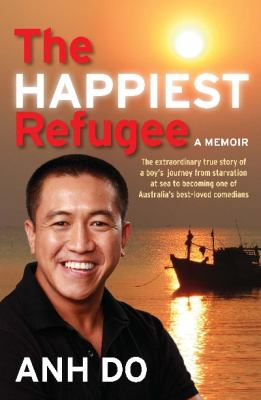 The
HAPPIEST
Refugee
A MEMOIR
The extraordinary true story of
a boy's journey from starvation
at sea to becoming one of
Australia's best-loved comedians
ANH DO